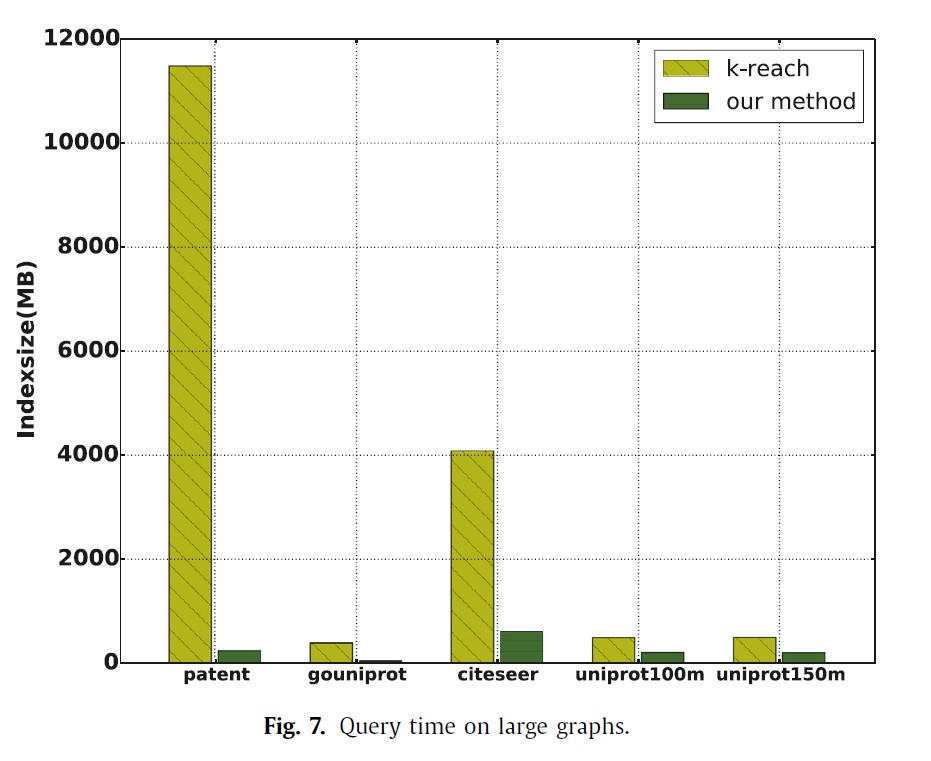 12000
10000
8000
6000
4000
2000
0
Indexsize(MB)
k-reach
our method
patent gouniprot citeseer uniprot100m uniprot150m
Fig. 7. Query time on large graphs.